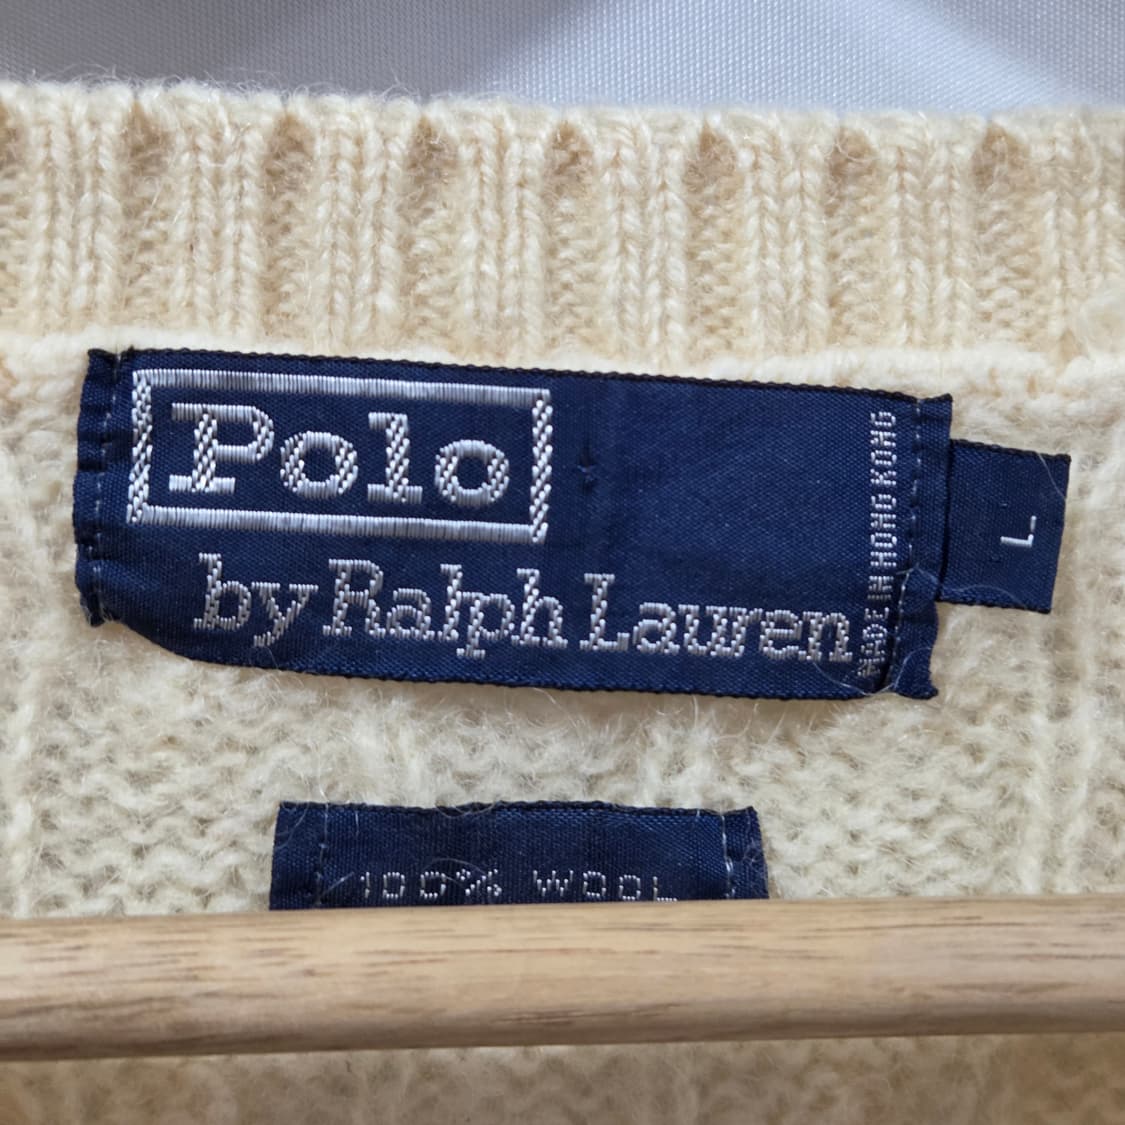 Polo
by Ralph Lauren
MADE IN HONG KONG
L
100% WOOL